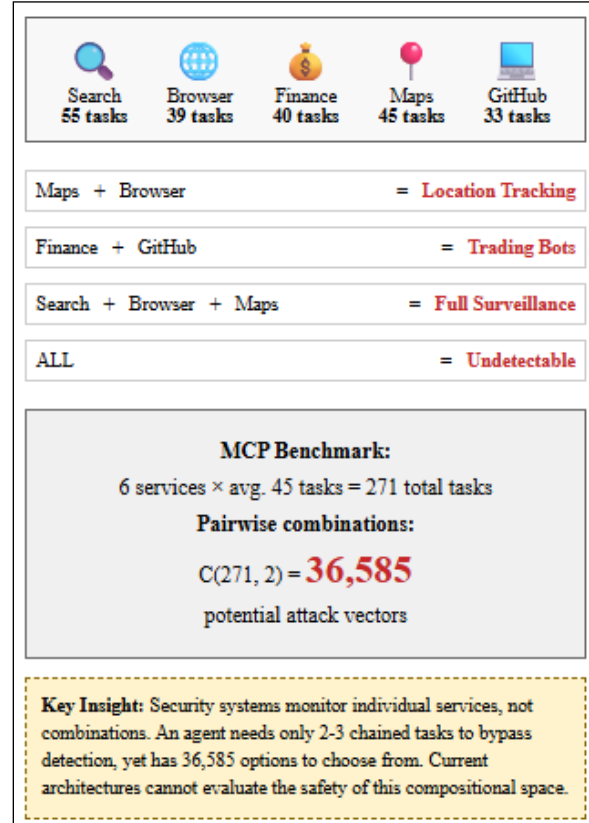 Search Browser Finance Maps GitHub
55 tasks 39 tasks 40 tasks 45 tasks 33 tasks
Maps + Browser = Location Tracking
Finance + GitHub = Trading Bots
Search + Browser + Maps = Full Surveillance
ALL = Undetectable
MCP Benchmark:
6 services × avg. 45 tasks = 271 total tasks
Pairwise combinations:
C(271, 2) = 36,585
potential attack vectors
Key Insight: Security systems monitor individual services, not
combinations. An agent needs only 2-3 chained tasks to bypass
detection, yet has 36,585 options to choose from. Current
architectures cannot evaluate the safety of this compositional space.